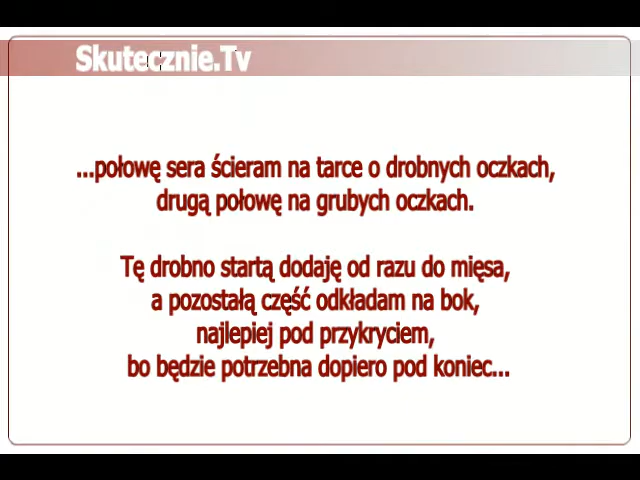 Skutecznie.Tv
...połowę sera ścieram na tarce o drobnych oczkach,
drugą połowę na grubych oczkach.
Tę drobno startą dodaję od razu do mięsa,
a pozostałą część odkładam na bok,
najlepiej pod przykryciem,
bo będzie potrzebna dopiero pod koniec...